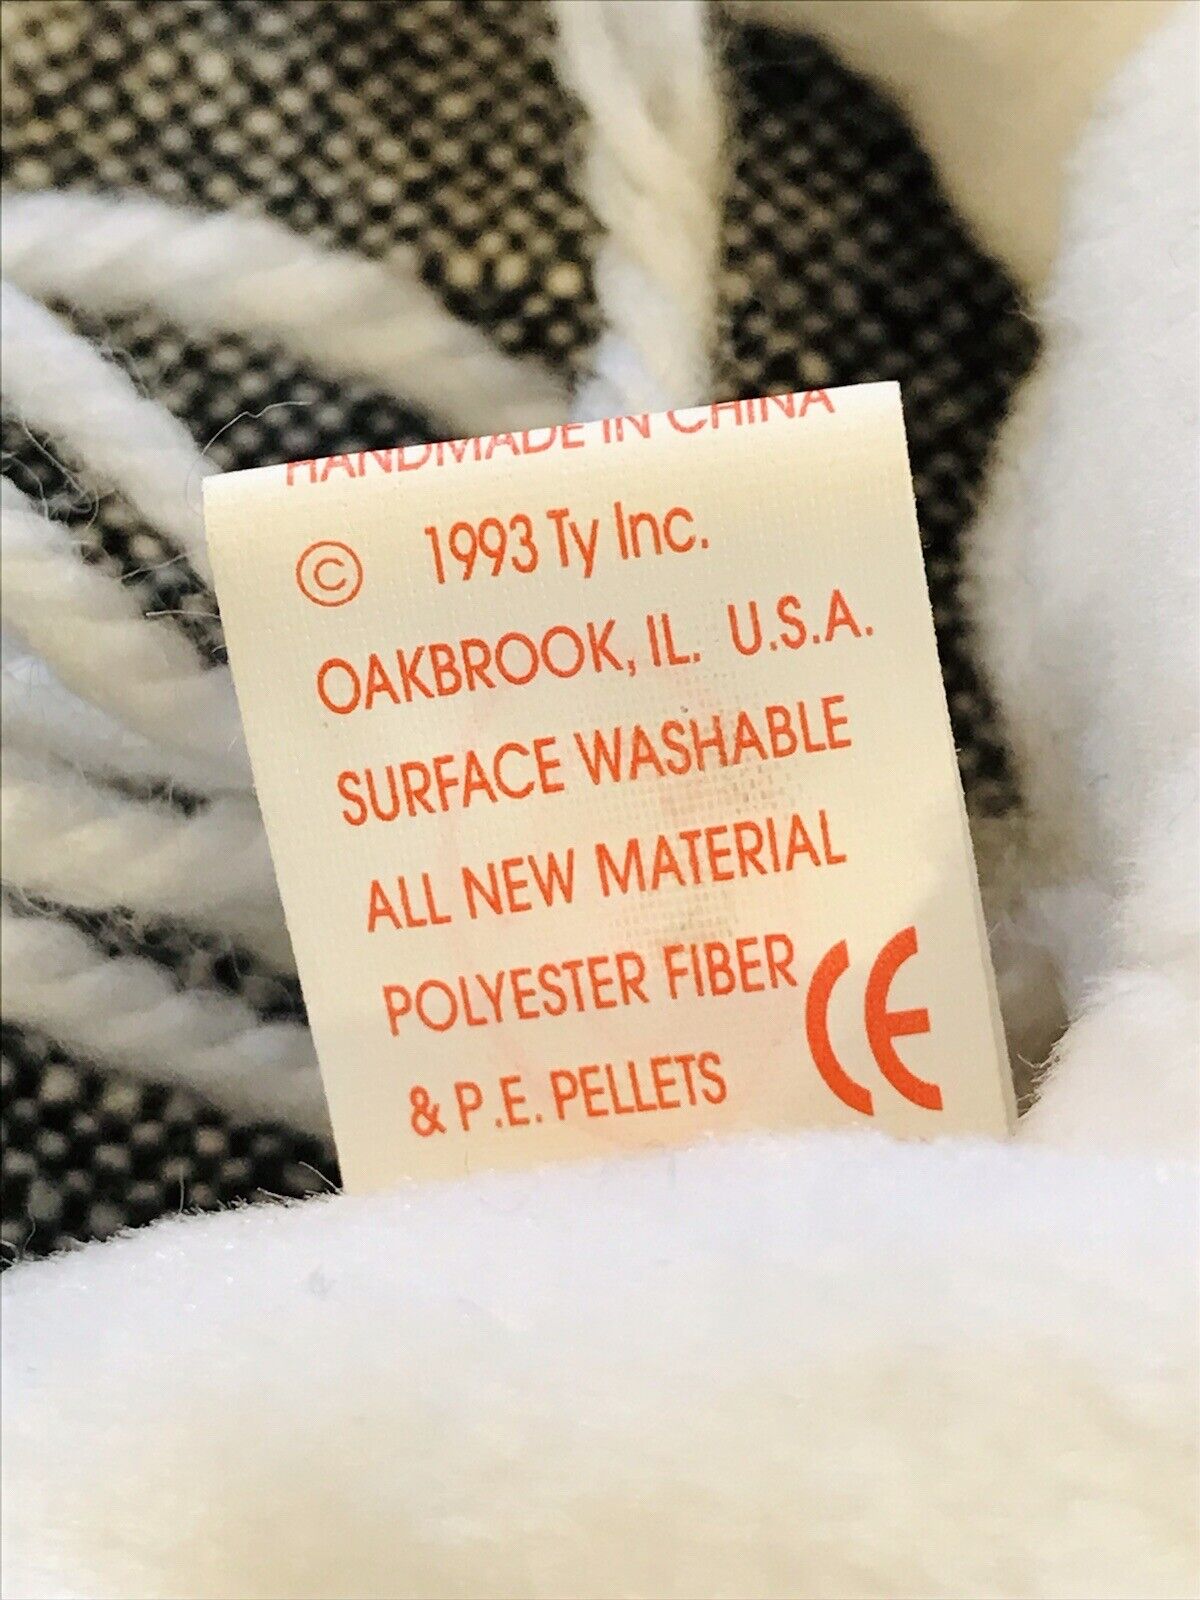 HANDMADE IN CHINA
© 1993 Ty Inc.
OAKBROOK, IL. U.S.A.
SURFACE WASHABLE
ALL NEW MATERIAL
POLYESTER FIBER
& P.E. PELLETS
CE